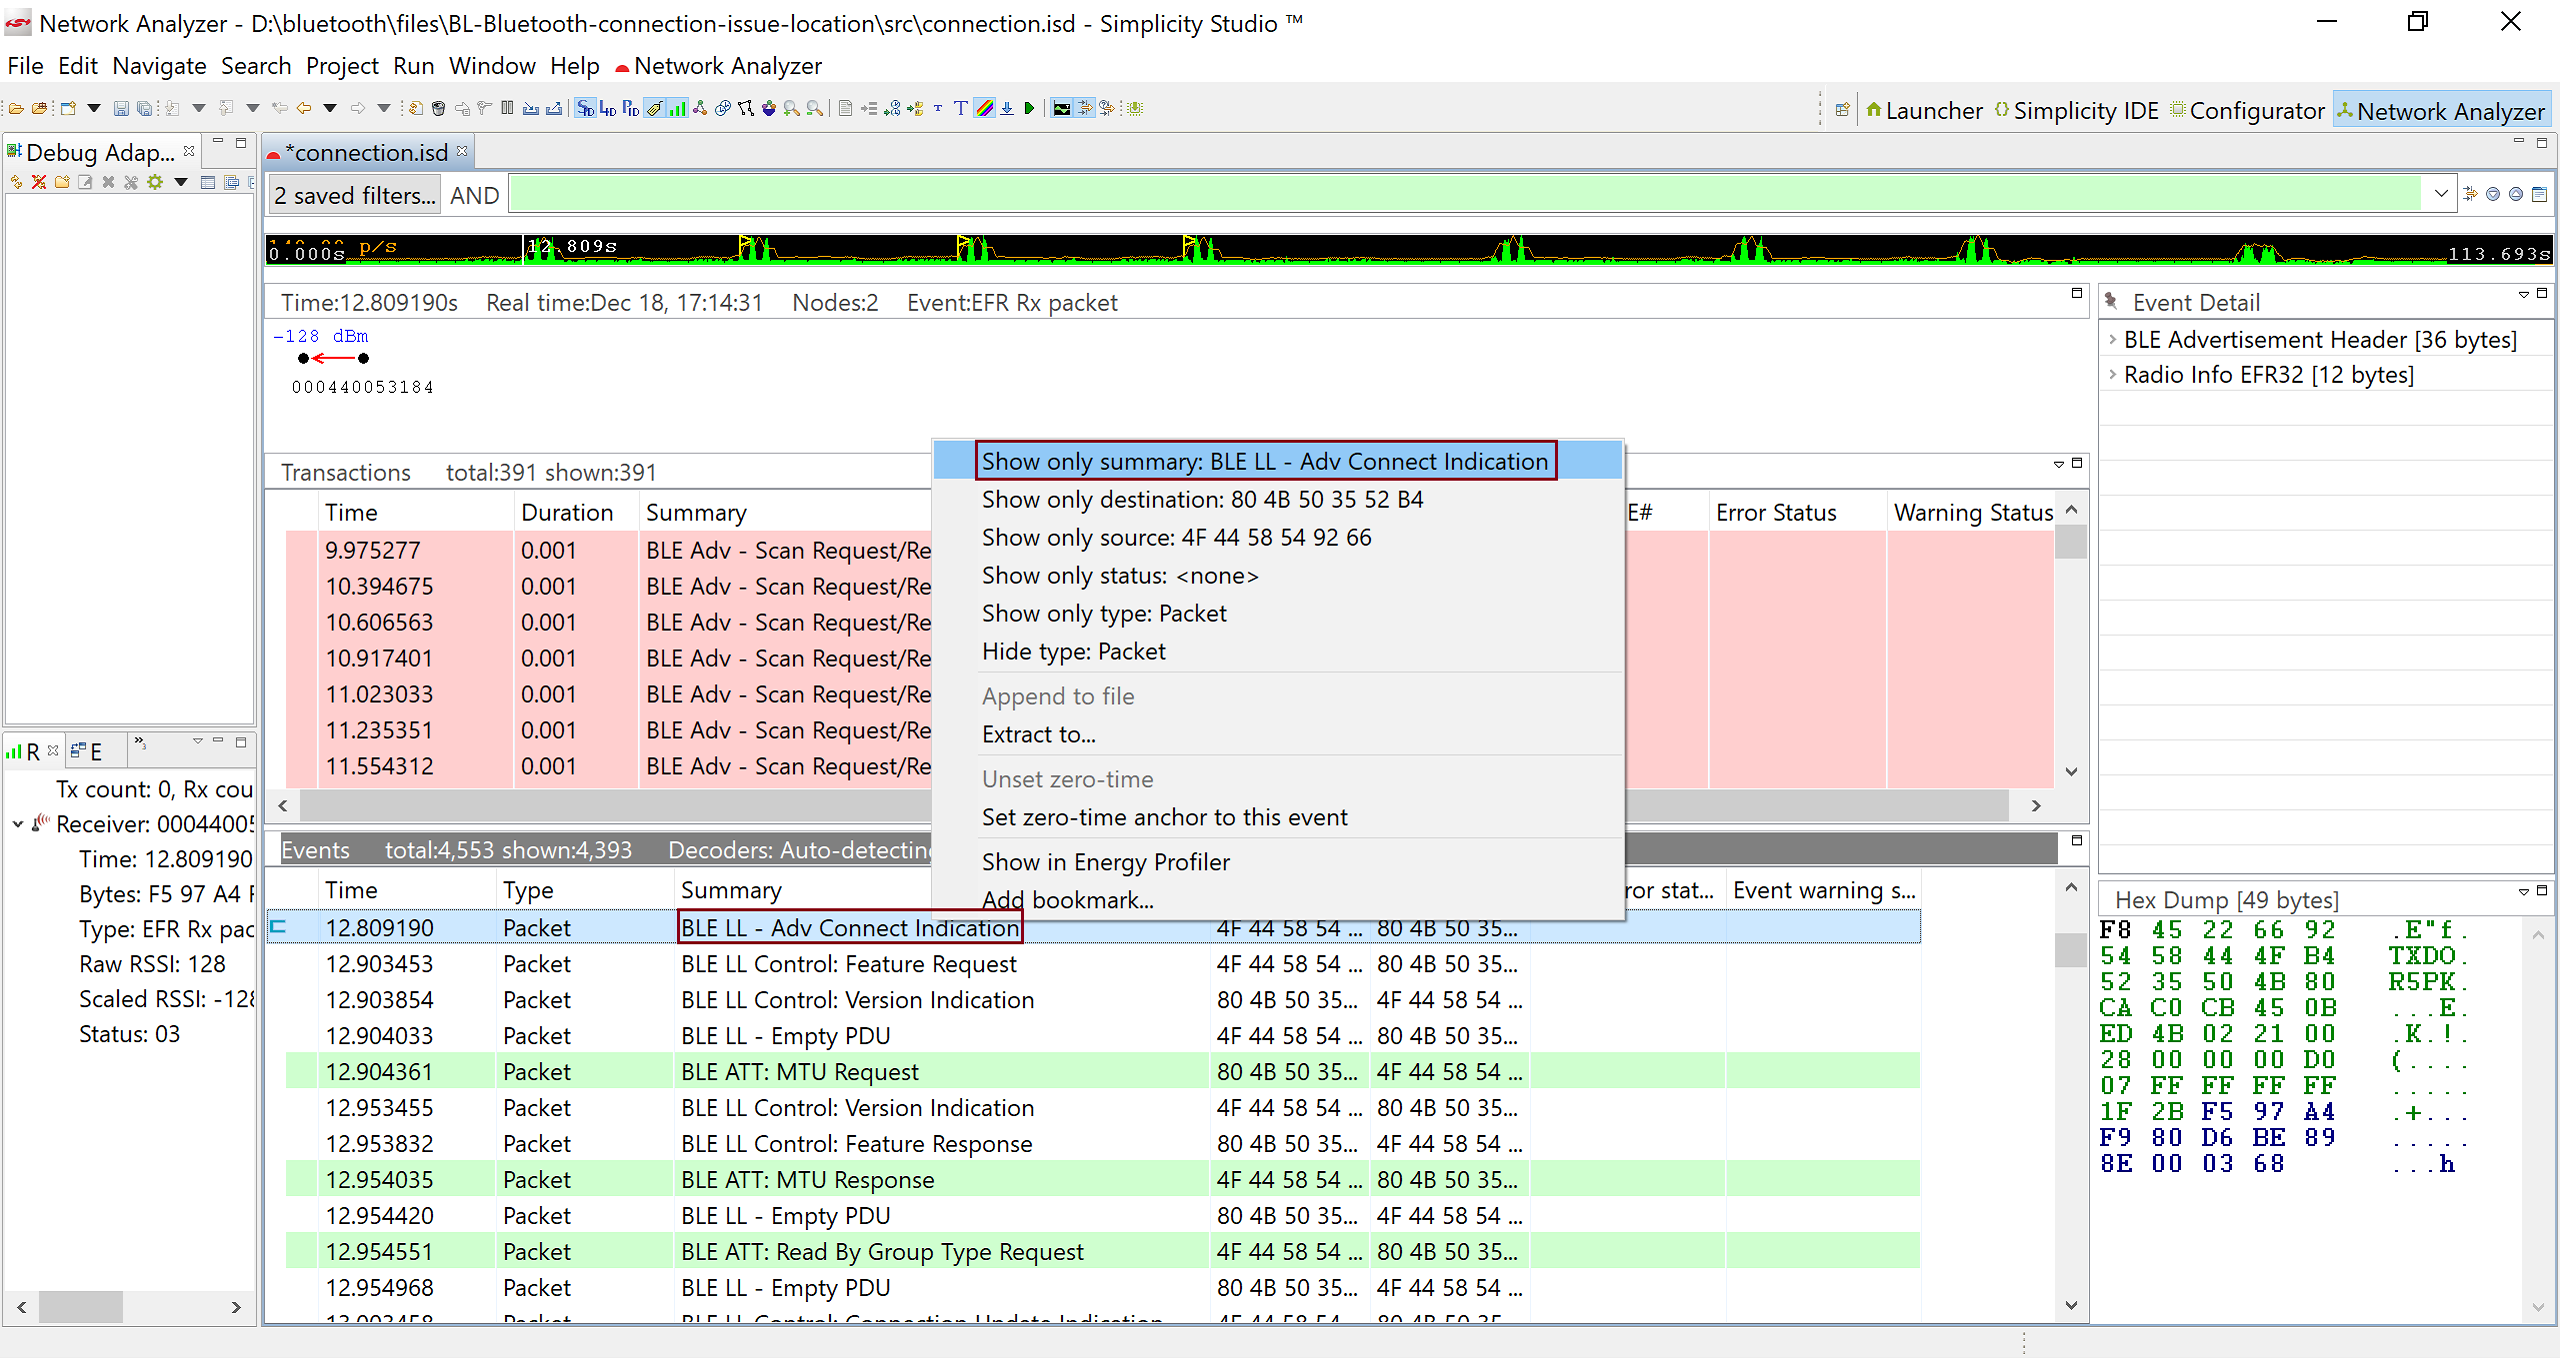 Network Analyzer - D:\bluetooth\files\BL-Bluetooth-connection-issue-location\src\connection.isd - Simplicity Studio ™
File Edit Navigate Search Project Run Window Help Network Analyzer
Launcher Simplicity IDE Configurator Network Analyzer
Debug Adap...
*connection.isd
2 saved filters... AND
p/s
0.000s 12.809s 113.693s
Time:12.809190s Real time:Dec 18, 17:14:31 Nodes:2 Event:EFR Rx packet
-128 dBm
000440053184
Event Detail
BLE Advertisement Header [36 bytes]
Radio Info EFR32 [12 bytes]
Show only summary: BLE LL - Adv Connect Indication
Show only destination: 80 4B 50 35 52 B4
Show only source: 4F 44 58 54 92 66
Show only status: <none>
Show only type: Packet
Hide type: Packet
Append to file
Extract to...
Unset zero-time
Set zero-time anchor to this event
Show in Energy Profiler
Add bookmark...
Transactions total:391 shown:391
Time Duration Summary E# Error Status Warning Status
9.975277 0.001 BLE Adv - Scan Request/Re
10.394675 0.001 BLE Adv - Scan Request/Re
10.606563 0.001 BLE Adv - Scan Request/Re
10.917401 0.001 BLE Adv - Scan Request/Re
11.023033 0.001 BLE Adv - Scan Request/Re
11.235351 0.001 BLE Adv - Scan Request/Re
11.554312 0.001 BLE Adv - Scan Request/Re
R E
Tx count: 0, Rx cou
Receiver: 00044005
Time: 12.809190
Bytes: F5 97 A4 F
Type: EFR Rx pac
Raw RSSI: 128
Scaled RSSI: -128
Status: 03
Events total:4,553 shown:4,393 Decoders: Auto-detecting
Time Type Summary ror stat... Event warning s...
12.809190 Packet BLE LL - Adv Connect Indication 4F 44 58 54 ... 80 4B 50 35...
12.903453 Packet BLE LL Control: Feature Request 4F 44 58 54 ... 80 4B 50 35...
12.903854 Packet BLE LL Control: Version Indication 80 4B 50 35... 4F 44 58 54 ...
12.904033 Packet BLE LL - Empty PDU 4F 44 58 54 ... 80 4B 50 35...
12.904361 Packet BLE ATT: MTU Request 80 4B 50 35... 4F 44 58 54 ...
12.953455 Packet BLE LL Control: Version Indication 4F 44 58 54 ... 80 4B 50 35...
12.953832 Packet BLE LL Control: Feature Response 80 4B 50 35... 4F 44 58 54 ...
12.954035 Packet BLE ATT: MTU Response 4F 44 58 54 ... 80 4B 50 35...
12.954420 Packet BLE LL - Empty PDU 80 4B 50 35... 4F 44 58 54 ...
12.954551 Packet BLE ATT: Read By Group Type Request 4F 44 58 54 ... 80 4B 50 35...
12.954968 Packet BLE LL - Empty PDU 80 4B 50 35... 4F 44 58 54 ...
13.003458 Packet BLE LL Control: Connection Update Indication 4F 44 58 54 80 4B 50 35
Hex Dump [49 bytes]
F8 45 22 66 92 .E"f.
54 58 44 4F B4 TXDO.
52 35 50 4B 80 R5PK.
CA C0 CB 45 0B ...E.
ED 4B 02 21 00 .K.!.
28 00 00 00 D0 (....
07 FF FF FF FF .....
1F 2B F5 97 A4 .+...
F9 80 D6 BE 89 .....
8E 00 03 68 ...h